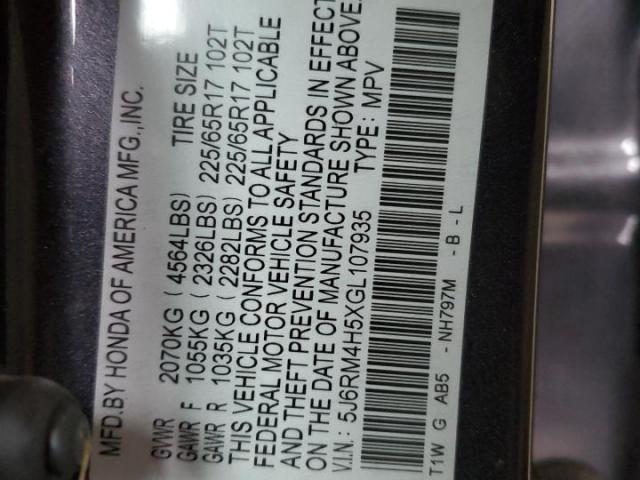 MFD.BY HONDA OF AMERICA MFG.,INC.
GVWR 2070KG (4564LBS) TIRE SIZE
GAWR F 1055KG (2326LBS) 225/65R17 102T
GAWR R 1035KG (2282LBS) 225/65R17 102T
THIS VEHICLE CONFORMS TO ALL APPLICABLE
FEDERAL MOTOR VEHICLE SAFETY
AND THEFT PREVENTION STANDARDS IN EFFECT
ON THE DATE OF MANUFACTURE SHOWN ABOVE.
V.I.N.: 5J6RM4H5XGL107935 TYPE: MPV
T1W G AB5 - NH797M - B - L